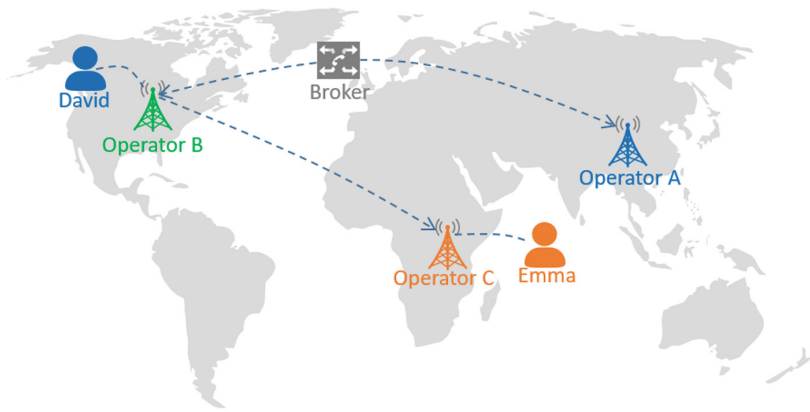 David
Broker
Operator B
Operator A
Operator C
Emma